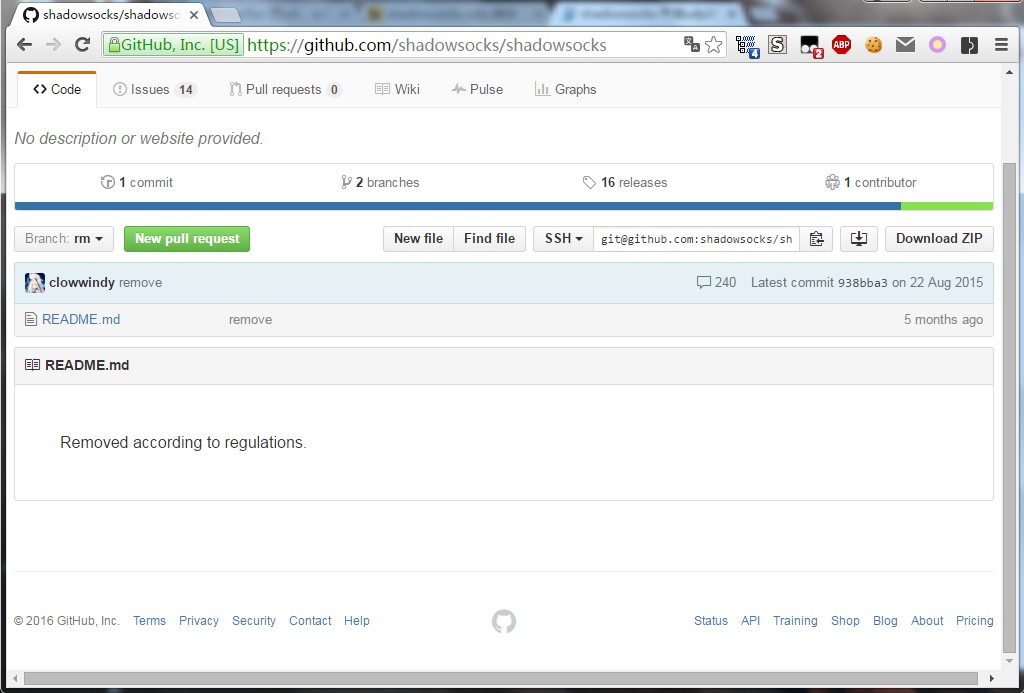 shadowsocks/shadowsc
GitHub, Inc. [US] https://github.com/shadowsocks/shadowsocks
4 S 2 ABP
Code Issues 14 Pull requests 0 Wiki Pulse Graphs
No description or website provided.
1 commit 2 branches 16 releases 1 contributor
Branch: rm New pull request New file File file SSH git@github.com:shadowsocks/sh Download ZIP
clowwindy remove 240 Latest commit 938bba3 on 22 Aug 2015
README.md remove 5 months ago
README.md
Removed according to regulations.
© 2016 GitHub, Inc. Terms Privacy Security Contact Help Status API Training Shop Blog About Pricing